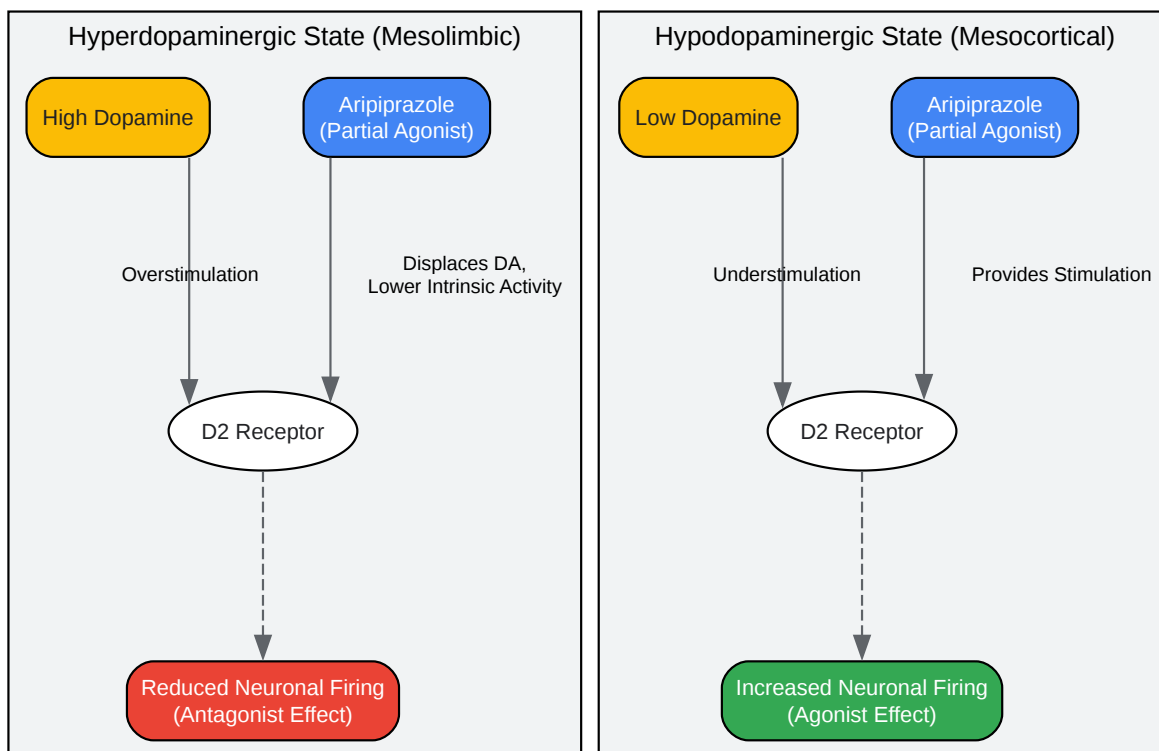 Hyperdopaminergic State (Mesolimbic)
High Dopamine
Aripiprazole
(Partial Agonist)
Overstimulation
Displaces DA,
Lower Intrinsic Activity
D2 Receptor
Reduced Neuronal Firing
(Antagonist Effect)
Hypodopaminergic State (Mesocortical)
Low Dopamine
Aripiprazole
(Partial Agonist)
Understimulation
Provides Stimulation
D2 Receptor
Increased Neuronal Firing
(Agonist Effect)